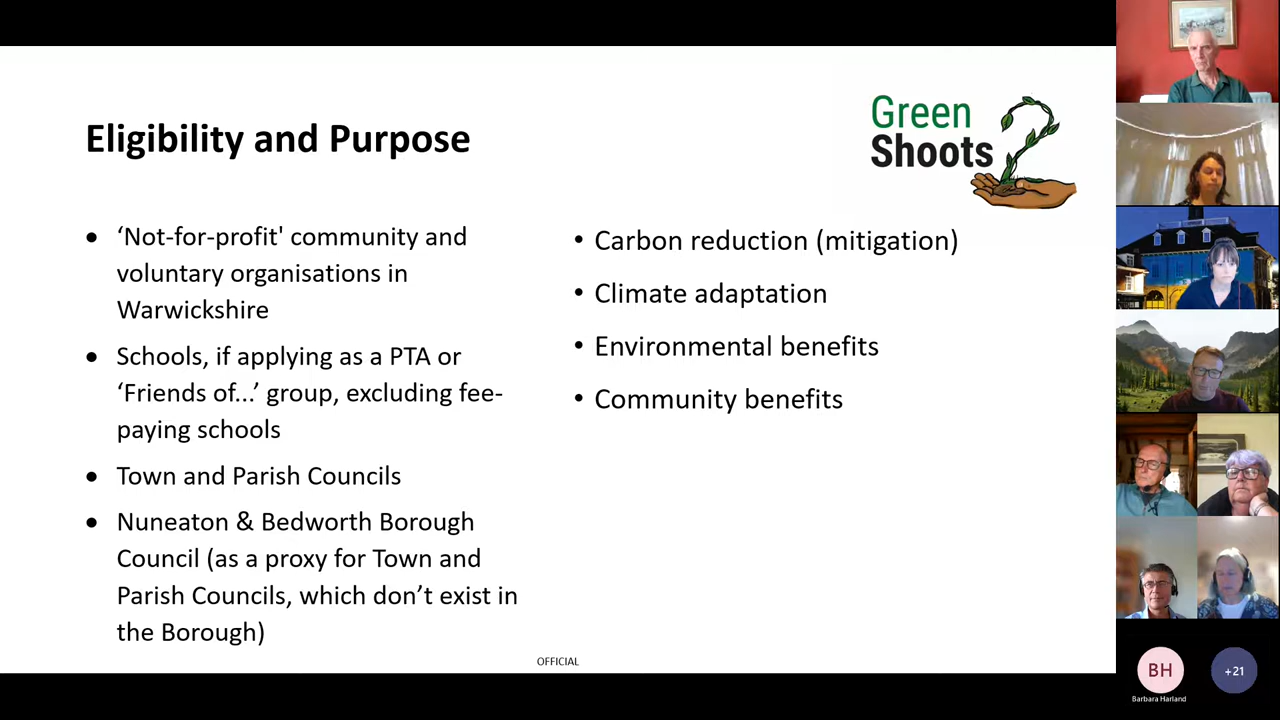 Eligibility and Purpose
Green
Shoots
‘Not-for-profit' community and
voluntary organisations in
Warwickshire
Schools, if applying as a PTA or
‘Friends of...’ group, excluding fee-
paying schools
Town and Parish Councils
Nuneaton & Bedworth Borough
Council (as a proxy for Town and
Parish Councils, which don’t exist in
the Borough)
• Carbon reduction (mitigation)
• Climate adaptation
• Environmental benefits
• Community benefits
OFFICIAL
BH
Barbara Harland
+21